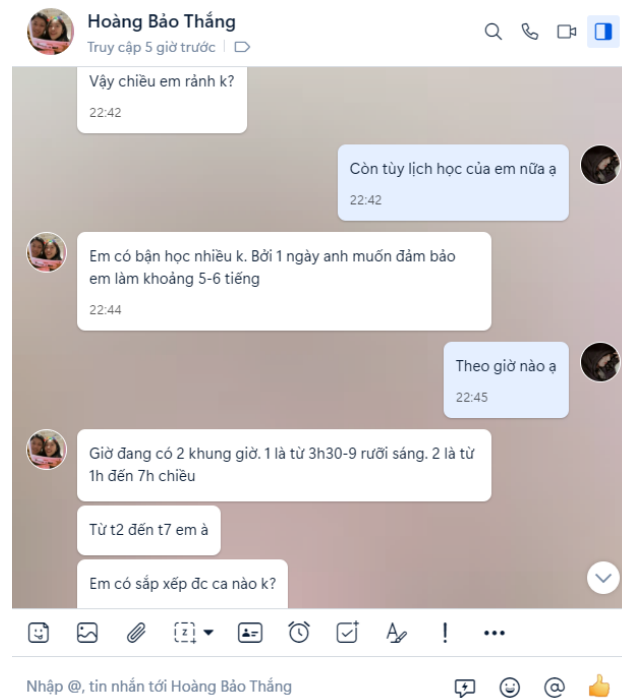 Hoàng Bảo Thắng
Truy cập 5 giờ trước
Vậy chiều em rảnh k?
22:42
Còn tùy lịch học của em nữa ạ
22:42
Em có bận học nhiều k. Bởi 1 ngày anh muốn đảm bảo
em làm khoảng 5-6 tiếng
22:44
Theo giờ nào ạ
22:45
Giờ đang có 2 khung giờ. 1 là từ 3h30-9 rưỡi sáng. 2 là từ
1h đến 7h chiều
Từ t2 đến t7 em à
Em có sắp xếp đc ca nào k?
Nhập @, tin nhắn tới Hoàng Bảo Thắng